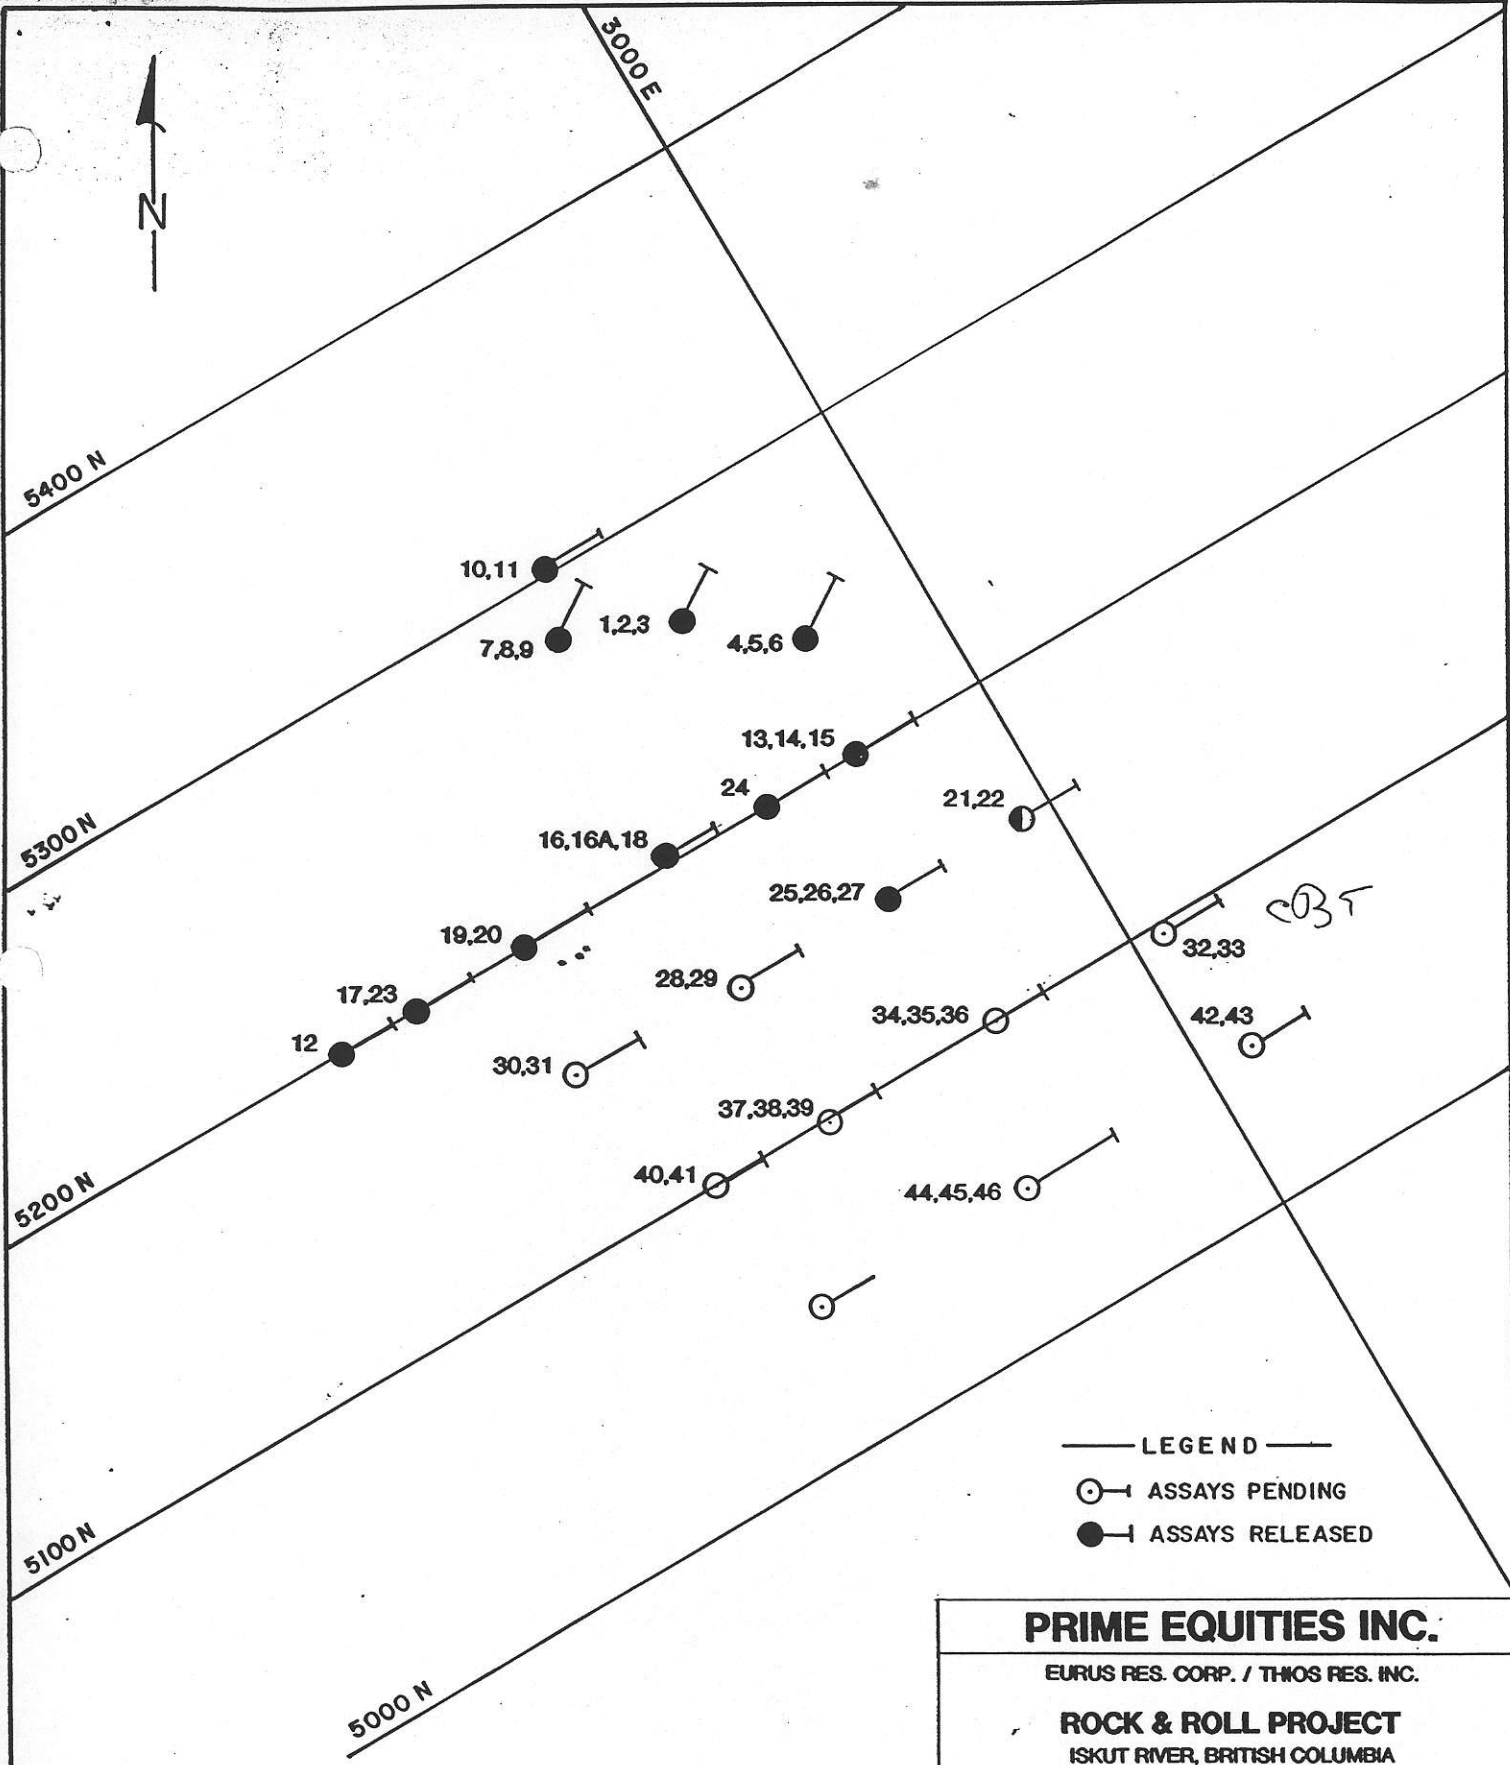 3000 E
N
5400 N
10,11
7,8,9
1,2,3
4,5,6
13,14,15
24
21,22
16,16A,18
5300 N
25,26,27
19,20
32,33
28,29
17,23
34,35,36
42,43
12
30,31
37,38,39
40,41
44,45,46
5200 N
LEGEND
ASSAYS PENDING
5100 N
ASSAYS RELEASED
PRIME EQUITIES INC.
EURUS RES. CORP. / THIOS RES. INC.
5000 N
ROCK & ROLL PROJECT
ISKUT RIVER, BRITISH COLUMBIA